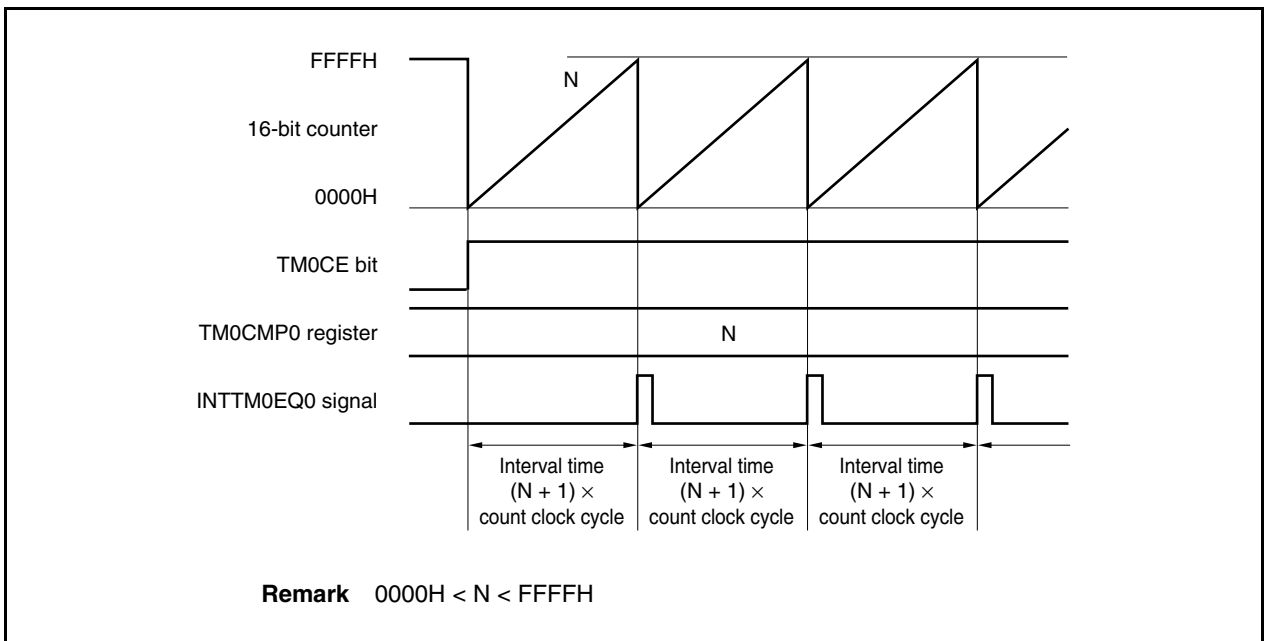 FFFFH
N
16-bit counter
0000H
TM0CE bit
TM0CMP0 register
N
INTTM0EQ0 signal
Interval time
(N + 1) ×
count clock cycle
Interval time
(N + 1) ×
count clock cycle
Interval time
(N + 1) ×
count clock cycle
Remark 0000H < N < FFFFH